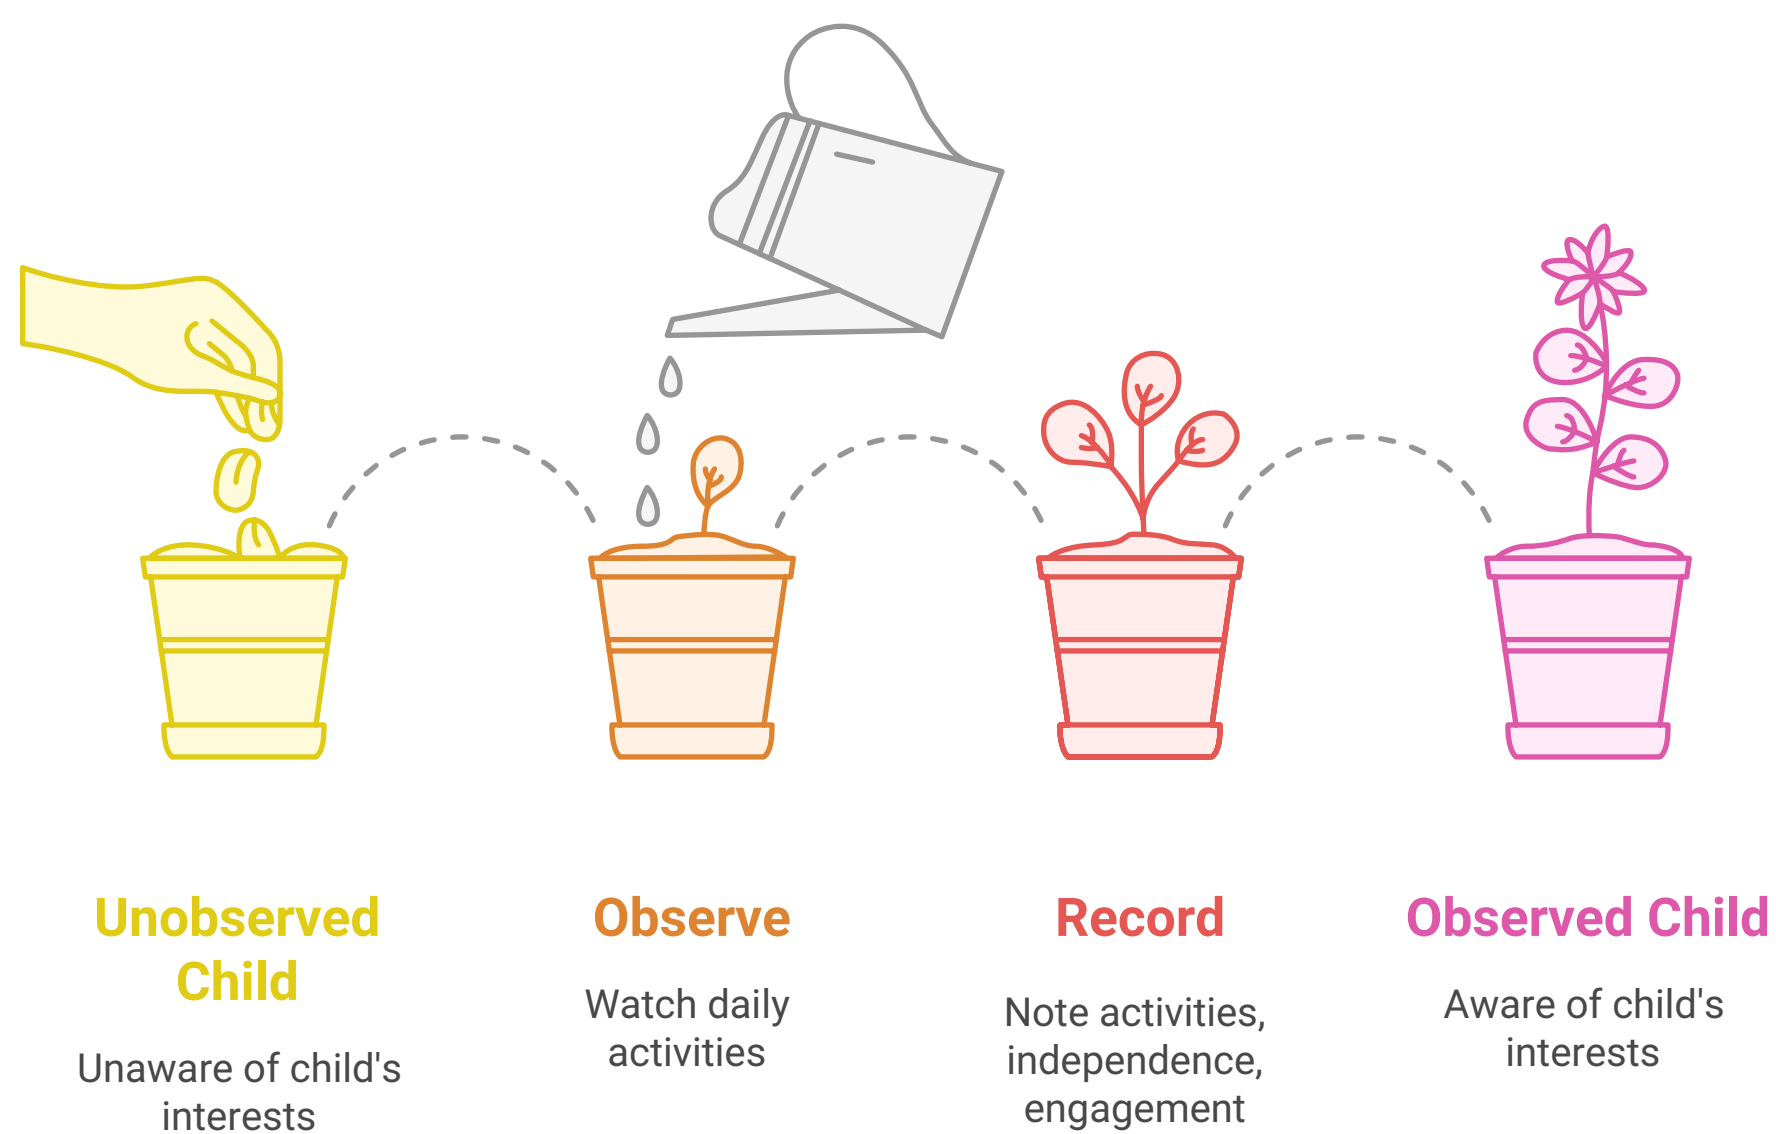 Unobserved
Child
Unaware of child's
interests
Observe
Watch daily
activities
Record
Note activities,
independence,
engagement
Observed Child
Aware of child's
interests